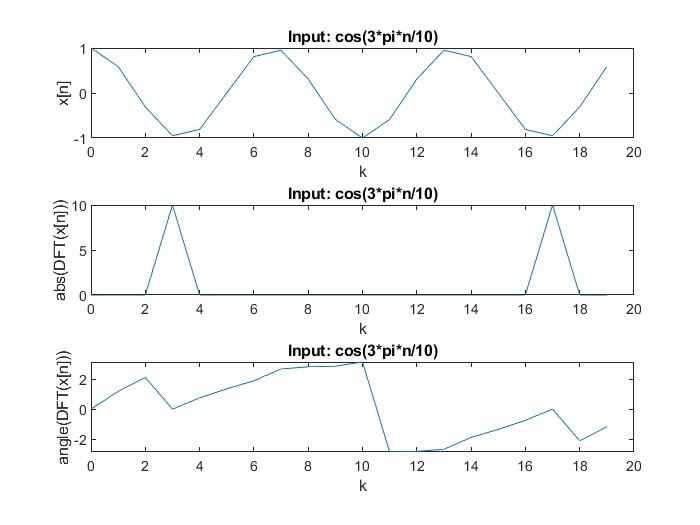 Input: cos(3*pi*n/10)
x[n]
1
0
-1
0 2 4 6 8 10 12 14 16 18 20
k
Input: cos(3*pi*n/10)
abs(DFT(x[n]))
10
5
0
0 2 4 6 8 10 12 14 16 18 20
k
Input: cos(3*pi*n/10)
angle(DFT(x[n]))
2
0
-2
0 2 4 6 8 10 12 14 16 18 20
k